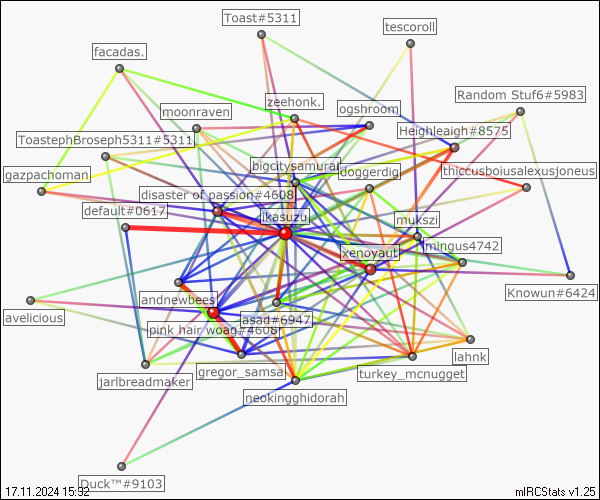 Toast#5311
tescoroll
facadas.
Random Stuf6#5983
zeehonk.
moonraven
ogshroom
Heighleaigh#8575
ToastephBroseph5311#5311
bigcitysamurai
doggerdig
thiccusboiusalexusjoneus
gazpachoman
disaster of passion#4608
default#0617
ikasuzu
mukszi
xenoyaut
mingus4742
andnewbees
Knowun#6424
avelicious
jasad#6947
pink hair woag#4608
lahnk
gregor_samsa
turkey_mcnugget
jarlbreadmaker
neokingghidorah
Duck™#9103
17.11.2024 15:32
mIRCStats v1.25